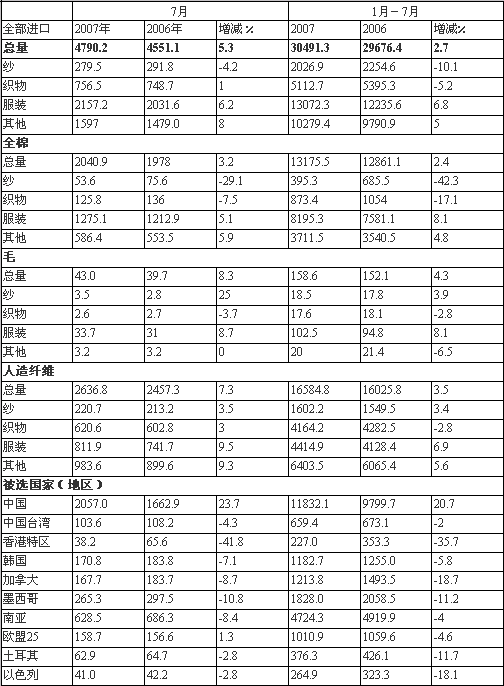 7月 1月－7月
全部进口 2007年 2006年 增减％ 2007 2006 增减%
总量 4790.2 4551.1 5.3 30491.3 29676.4 2.7
纱 279.5 291.8 -4.2 2026.9 2254.6 -10.1
织物 756.5 748.7 1 5112.7 5395.3 -5.2
服装 2157.2 2031.6 6.2 13072.3 12235.6 6.8
其他 1597 1479.0 8 10279.4 9790.9 5
全棉
总量 2040.9 1978 3.2 13175.5 12861.1 2.4
纱 53.6 75.6 -29.1 395.3 685.5 -42.3
织物 125.8 136 -7.5 873.4 1054 -17.1
服装 1275.1 1212.9 5.1 8195.3 7581.1 8.1
其他 586.4 553.5 5.9 3711.5 3540.5 4.8
毛
总量 43.0 39.7 8.3 158.6 152.1 4.3
纱 3.5 2.8 25 18.5 17.8 3.9
织物 2.6 2.7 -3.7 17.6 18.1 -2.8
服装 33.7 31 8.7 102.5 94.8 8.1
其他 3.2 3.2 0 20 21.4 -6.5
人造纤维
总量 2636.8 2457.3 7.3 16584.8 16025.8 3.5
纱 220.7 213.2 3.5 1602.2 1549.5 3.4
织物 620.6 602.8 3 4164.2 4282.5 -2.8
服装 811.9 741.7 9.5 4414.9 4128.4 6.9
其他 983.6 899.6 9.3 6403.5 6065.4 5.6
被选国家（地区）
中国 2057.0 1662.9 23.7 11832.1 9799.7 20.7
中国台湾 103.6 108.2 -4.3 659.4 673.1 -2
香港特区 38.2 65.6 -41.8 227.0 353.3 -35.7
韩国 170.8 183.8 -7.1 1182.7 1255.0 -5.8
加拿大 167.7 183.7 -8.7 1213.8 1493.5 -18.7
墨西哥 265.3 297.5 -10.8 1828.0 2058.5 -11.2
南亚 628.5 686.3 -8.4 4724.3 4919.9 -4
欧盟25 158.7 156.6 1.3 1010.9 1059.6 -4.6
土耳其 62.9 64.7 -2.8 376.3 426.1 -11.7
以色列 41.0 42.2 -2.8 264.9 323.3 -18.1